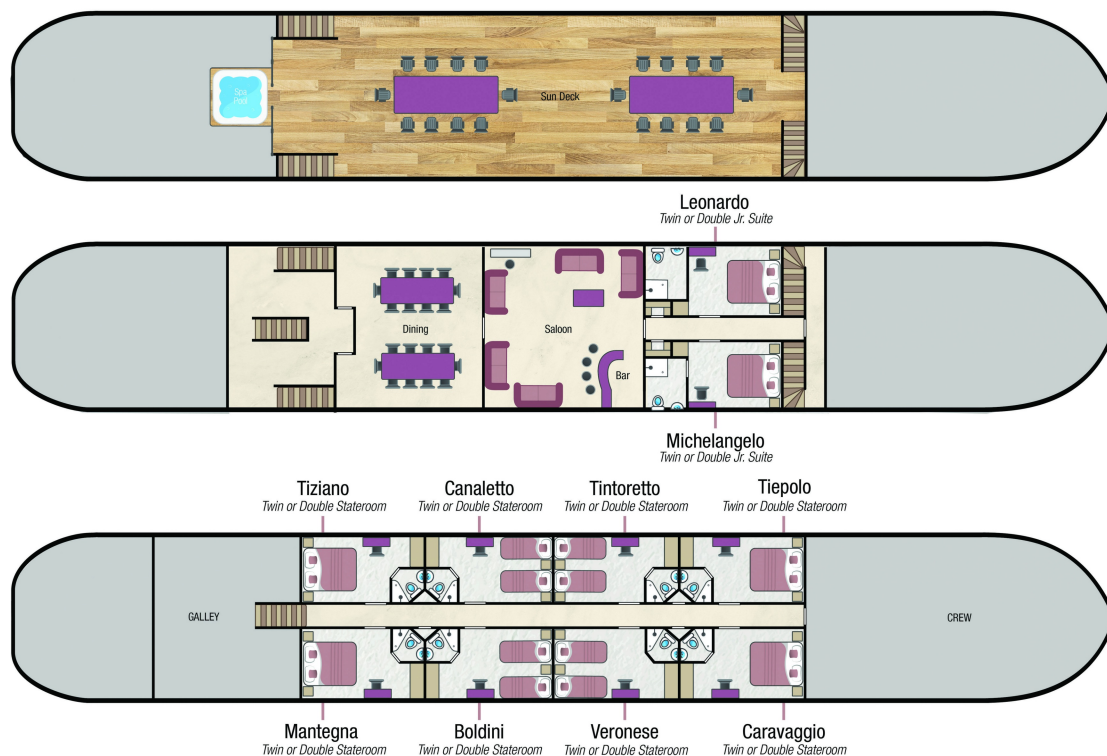 Spa
Pool
Sun Deck
Leonardo
Twin or Double Jr. Suite
Dining
Saloon
Bar
Michelangelo
Twin or Double Jr. Suite
Tiziano
Twin or Double Stateroom
Canaletto
Twin or Double Stateroom
Tintoretto
Twin or Double Stateroom
Tiepolo
Twin or Double Stateroom
GALLEY
CREW
Mantegna
Twin or Double Stateroom
Boldini
Twin or Double Stateroom
Veronese
Twin or Double Stateroom
Caravaggio
Twin or Double Stateroom